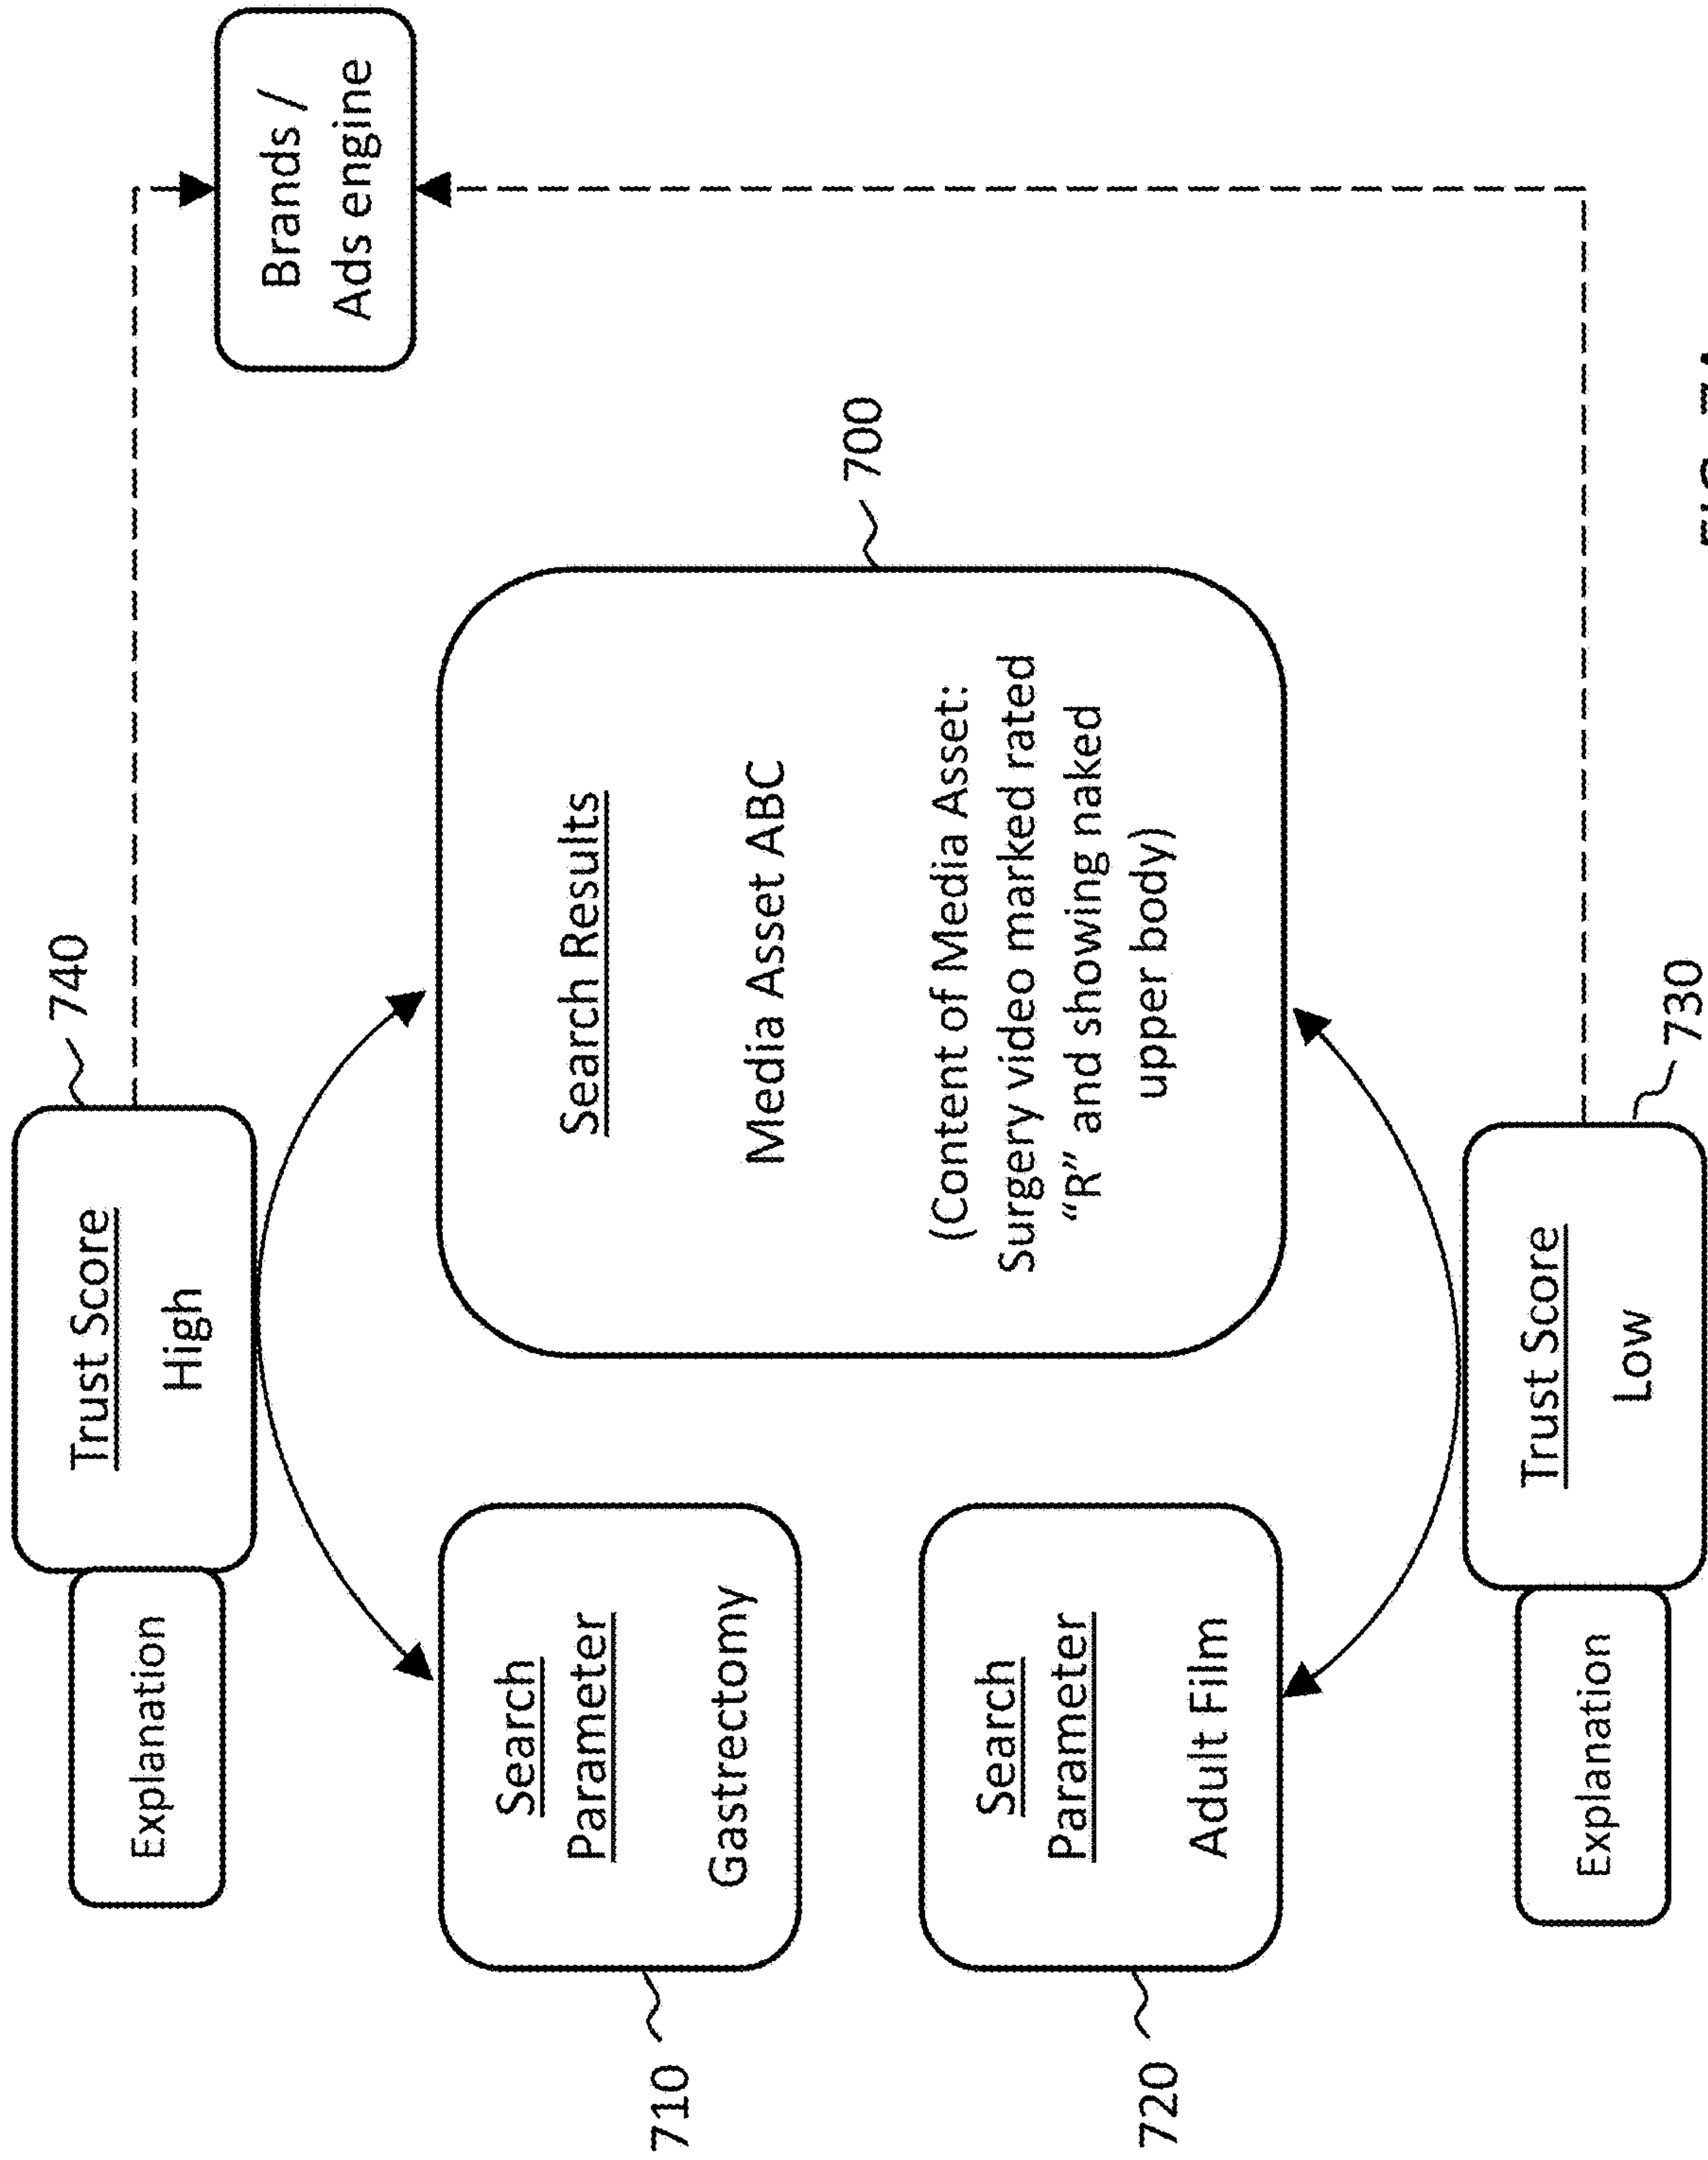 Explanation
Trust Score
High
740
Brands /
Ads engine
710
Search
Parameter
Gastrectomy
Search Results
Media Asset ABC
(Content of Media Asset:
Surgery video marked rated
“R” and showing naked
upper body)
700
720
Search
Parameter
Adult Film
Explanation
Trust Score
Low
730